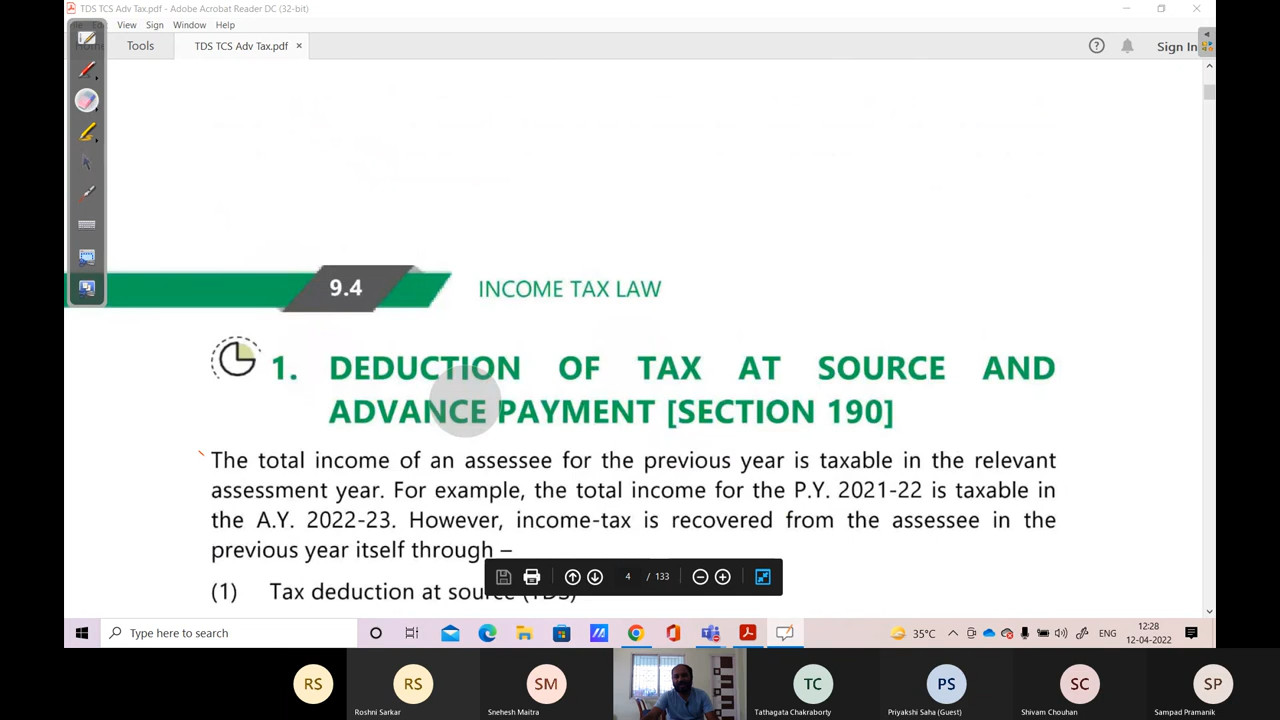 TDS TCS Adv Tax.pdf - Adobe Acrobat Reader DC (32-bit)
View Sign Window Help
Tools TDS TCS Adv Tax.pdf × Sign In
9.4 INCOME TAX LAW
1. DEDUCTION OF TAX AT SOURCE AND
ADVANCE PAYMENT [SECTION 190]
The total income of an assessee for the previous year is taxable in the relevant
assessment year. For example, the total income for the P.Y. 2021-22 is taxable in
the A.Y. 2022-23. However, income-tax is recovered from the assessee in the
previous year itself through –
4 / 133
(1) Tax deduction at source (TDS)
Type here to search 35°C ENG 12:28
12-04-2022
RS RS SM TC PS SC SP
Roshni Sarkar Snehesh Maitra Tathagata Chakraborty Priyakshi Saha (Guest) Shivam Chouhan Sampad Pramanik